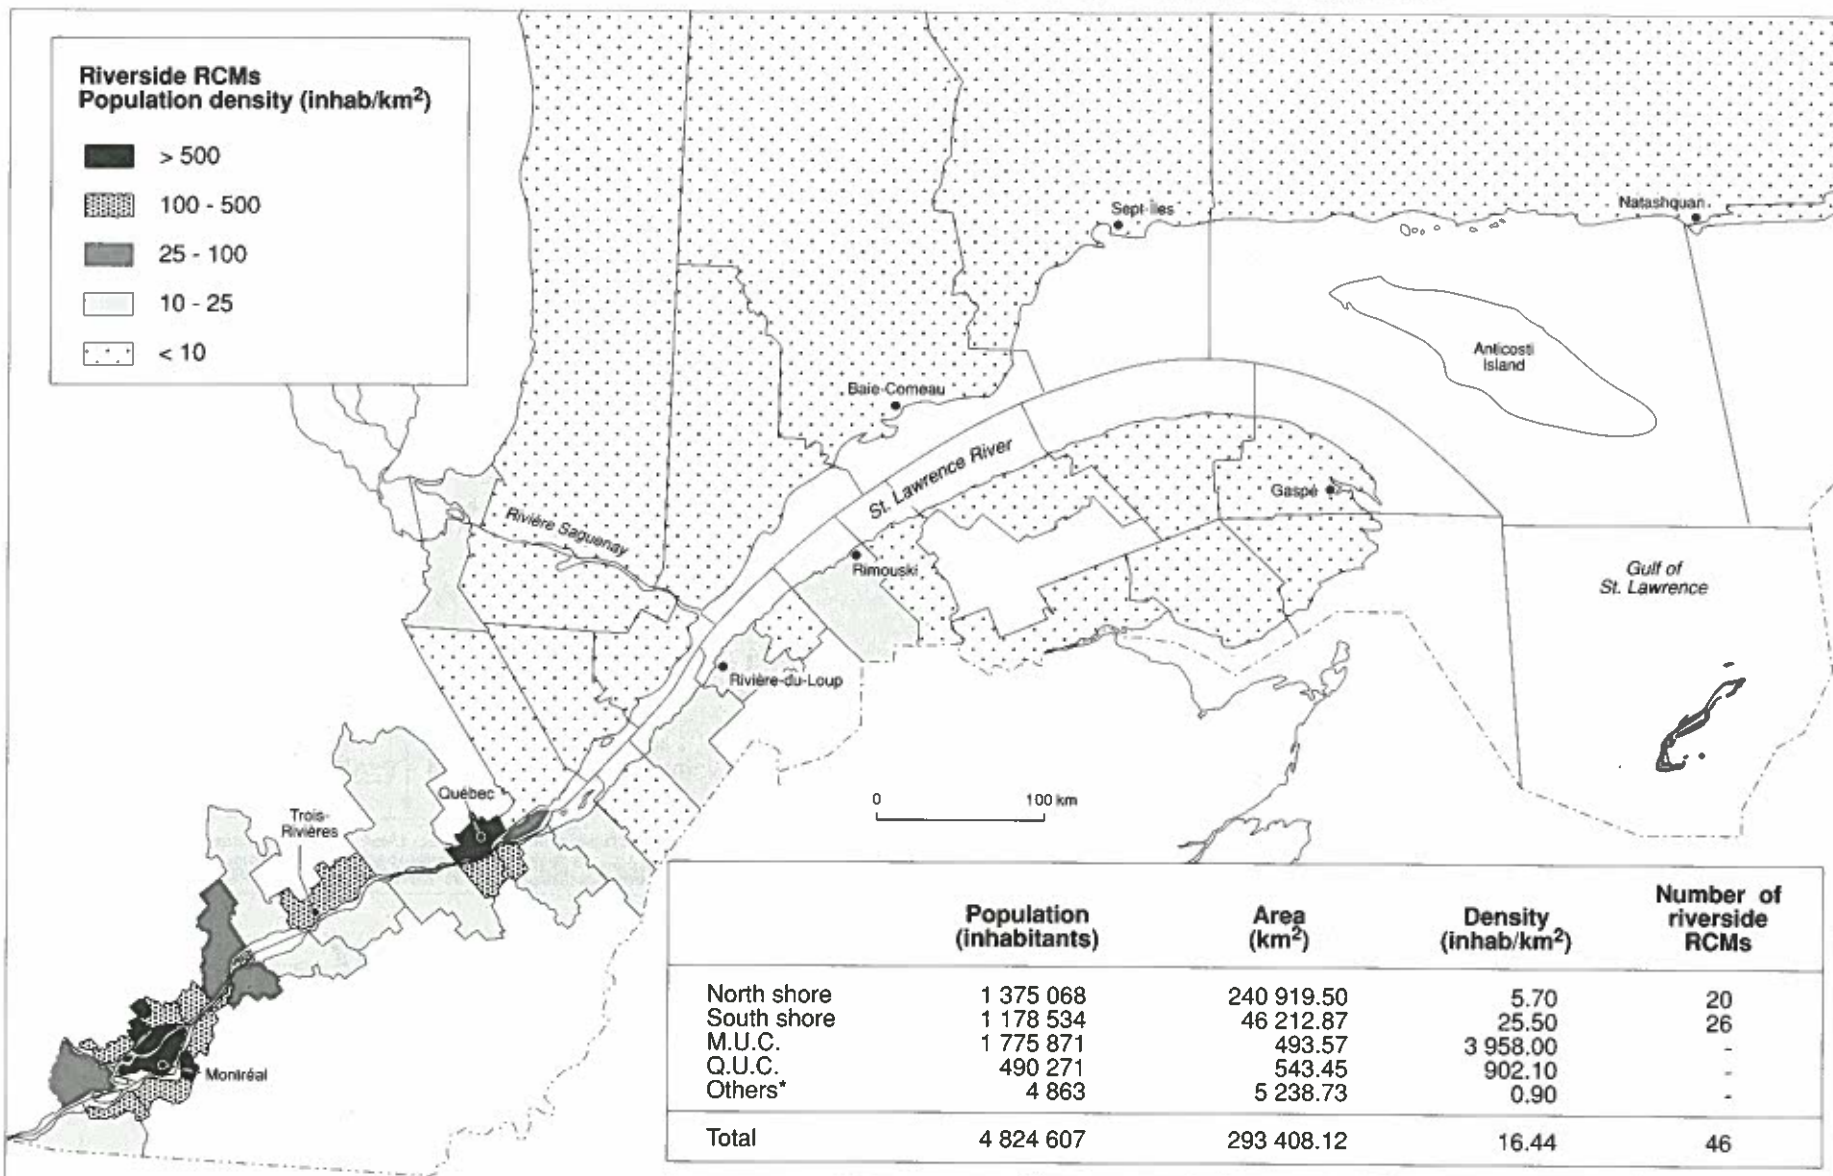 Riverside RCMs
Population density (inhab/km²)
> 500
100 - 500
25 - 100
10 - 25
< 10
Sept-Îles
Natashquan
Anticosti
Island
Baie-Comeau
St. Lawrence River
Gaspé
Rivière Saguenay
Rimouski
Gulf of
St. Lawrence
Rivière-du-Loup
Québec
Trois-
Rivières
Montréal
0 100 km
Population
(inhabitants)
Area
(km²)
Density
(inhab/km²)
Number of
riverside
RCMs
North shore 1 375 068 240 919.50 5.70 20
South shore 1 178 534 46 212.87 25.50 26
M.U.C. 1 775 871 493.57 3 958.00 -
Q.U.C. 490 271 543.45 902.10 -
Others* 4 863 5 238.73 0.90 -
Total 4 824 607 293 408.12 16.44 46